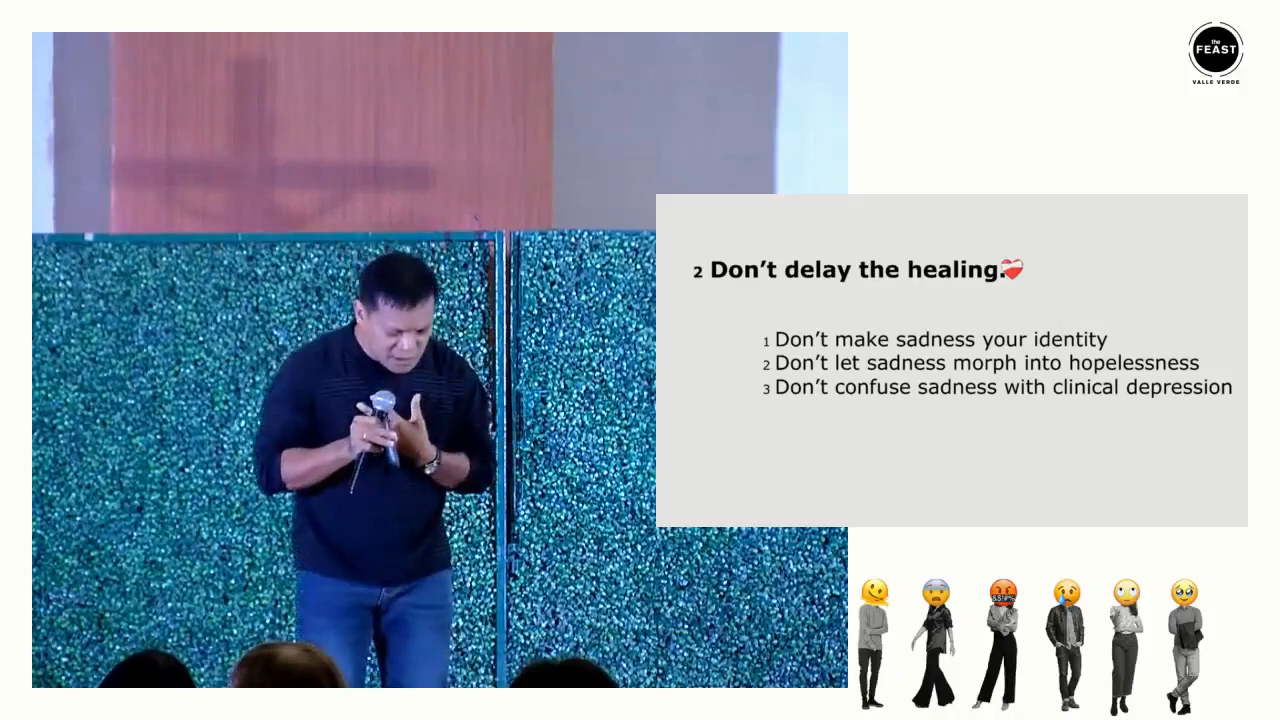 the
FEAST
VALLE VERDE
2 Don’t delay the healing.
1 Don’t make sadness your identity
2 Don’t let sadness morph into hopelessness
3 Don’t confuse sadness with clinical depression
&$!#%